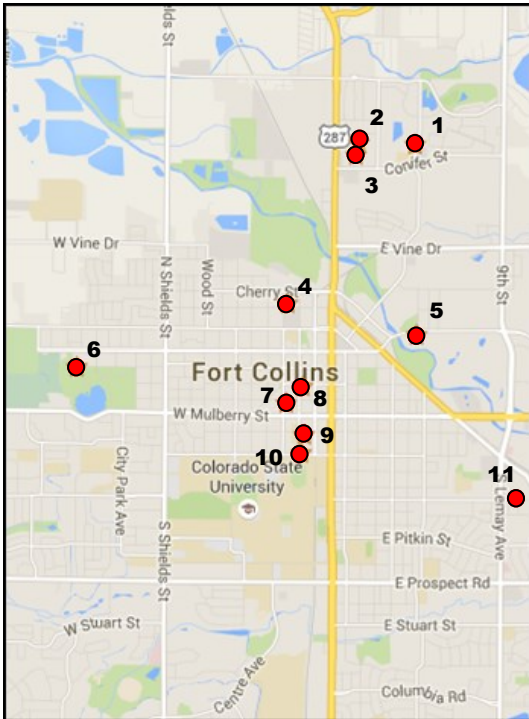 lds St
2
1
287
3
Conifer St
W Vine Dr
E Vine Dr
N Shields St
Wood St
9th St
Cherry St
4
5
6
Fort Collins
7
8
W Mulberry St
9
10
Colorado State
University
City Park Ave
11
S Lemay Ave
S Shields St
E Pitkin St
E Prospect Rd
W Stuart St
E Stuart St
Centre Ave
Columbia Rd